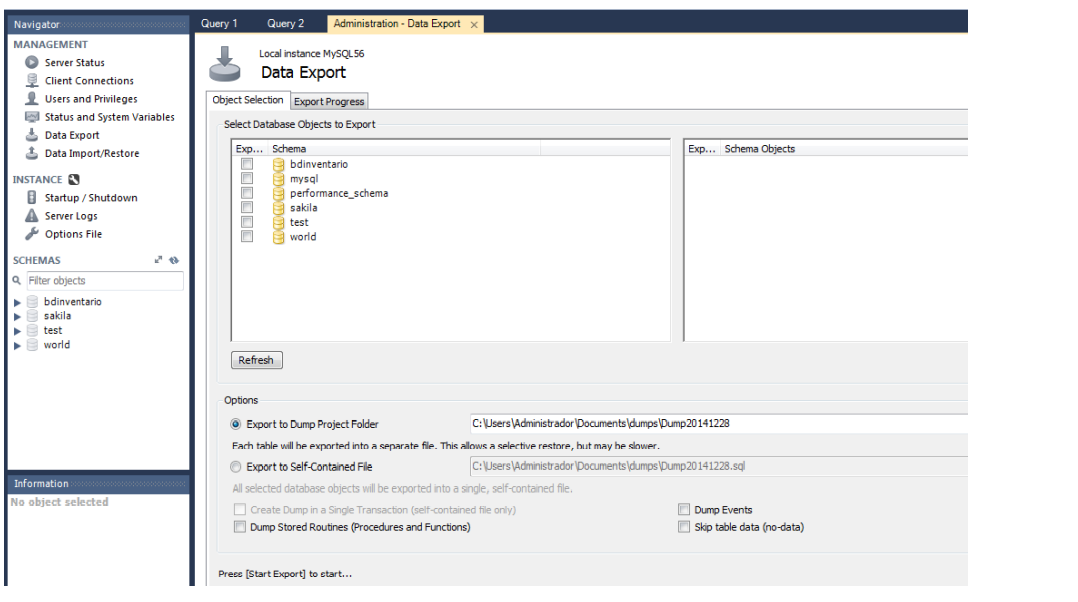 Navigator
MANAGEMENT
Server Status
Client Connections
Users and Privileges
Status and System Variables
Data Export
Data Import/Restore
INSTANCE
Startup / Shutdown
Server Logs
Options File
SCHEMAS
Filter objects
bdinventario
sakila
test
world
Information
No object selected
Query 1 Query 2 Administration - Data Export ×
Local instance MySQL56
Data Export
Object Selection Export Progress
Select Database Objects to Export
Exp... Schema
bdinventario
mysql
performance_schema
sakila
test
world
Exp... Schema Objects
Refresh
Options
Export to Dump Project Folder C:\Users\Administrador\Documents\dumps\Dump20141228
Each table will be exported into a separate file. This allows a selective restore, but may be slower.
Export to Self-Contained File C:\Users\Administrador\Documents\dumps\Dump20141228.sql
All selected database objects will be exported into a single, self-contained file.
Create Dump in a Single Transaction (self-contained file only) Dump Events
Dump Stored Routines (Procedures and Functions) Skip table data (no-data)
Press [Start Export] to start...